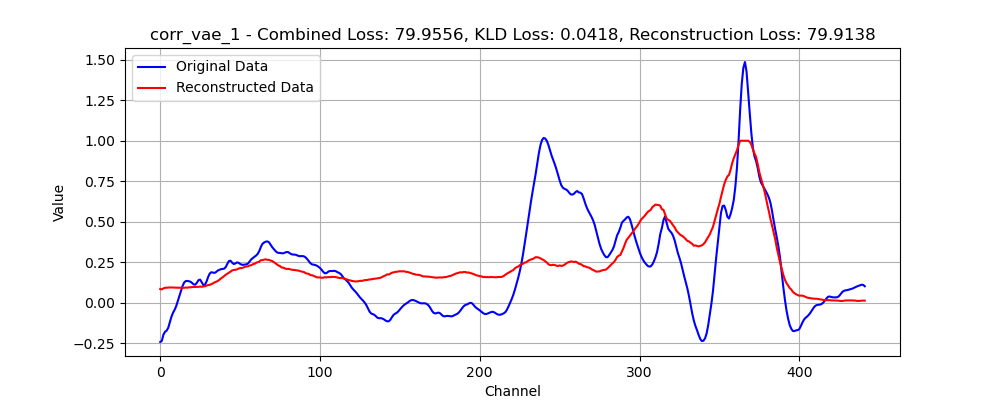 corr_vae_1 - Combined Loss: 79.9556, KLD Loss: 0.0418, Reconstruction Loss: 79.9138
Original Data
Reconstructed Data
1.50
1.25
1.00
0.75
0.50
0.25
0.00
−0.25
Value
0 100 200 300 400
Channel